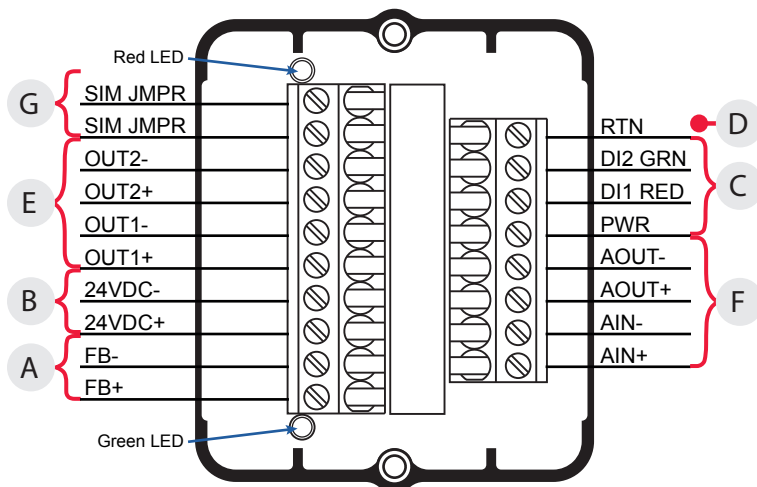 Red LED
G
SIM JMPR
SIM JMPR
E
OUT2-
OUT2+
OUT1-
OUT1+
B
24VDC-
24VDC+
A
FB-
FB+
Green LED
RTN
D
DI2 GRN
DI1 RED
PWR
C
AOUT-
AOUT+
AIN-
AIN+
F